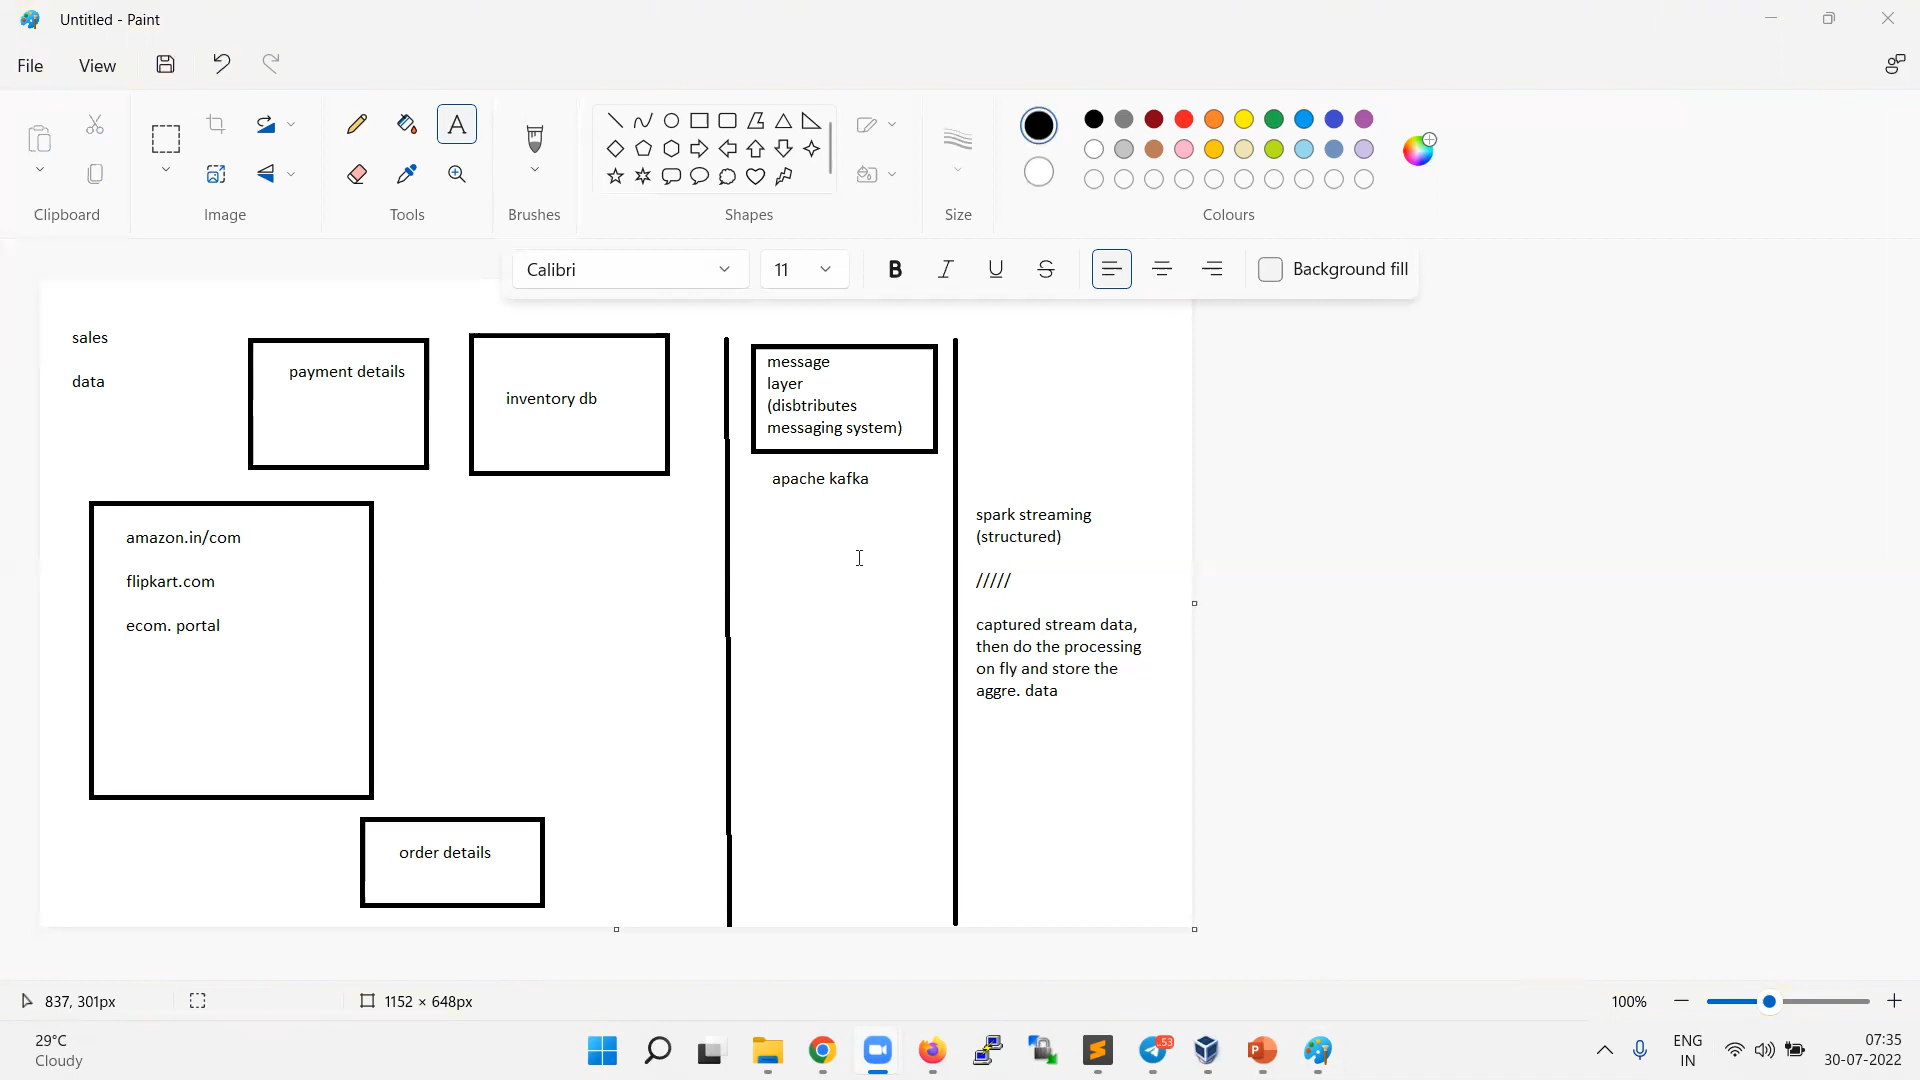 Untitled - Paint
File
View
Clipboard
Image
Tools
Brushes
Shapes
Size
Colours
Calibri
11
B
I
U
S
Background fill
sales
data
payment details
inventory db
message
layer
(disbtributes
messaging system)
apache kafka
amazon.in/com
flipkart.com
ecom. portal
order details
spark streaming
(structured)
/////
captured stream data,
then do the processing
on fly and store the
aggre. data
837, 301px
1152 × 648px
100%
29°C
Cloudy
53
ENG
IN
07:35
30-07-2022